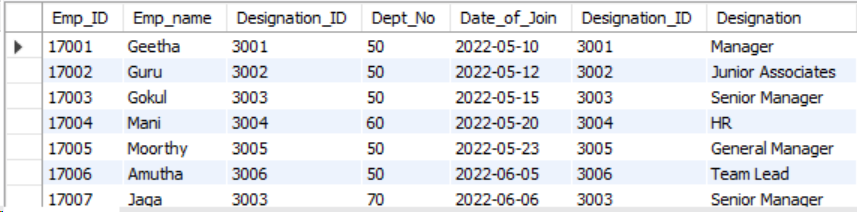 Emp_ID Emp_name Designation_ID Dept_No Date_of_Join Designation_ID Designation
17001 Geetha 3001 50 2022-05-10 3001 Manager
17002 Guru 3002 50 2022-05-12 3002 Junior Associates
17003 Gokul 3003 50 2022-05-15 3003 Senior Manager
17004 Mani 3004 60 2022-05-20 3004 HR
17005 Moorthy 3005 50 2022-05-23 3005 General Manager
17006 Amutha 3006 50 2022-06-05 3006 Team Lead
17007 Jaga 3003 70 2022-06-06 3003 Senior Manager